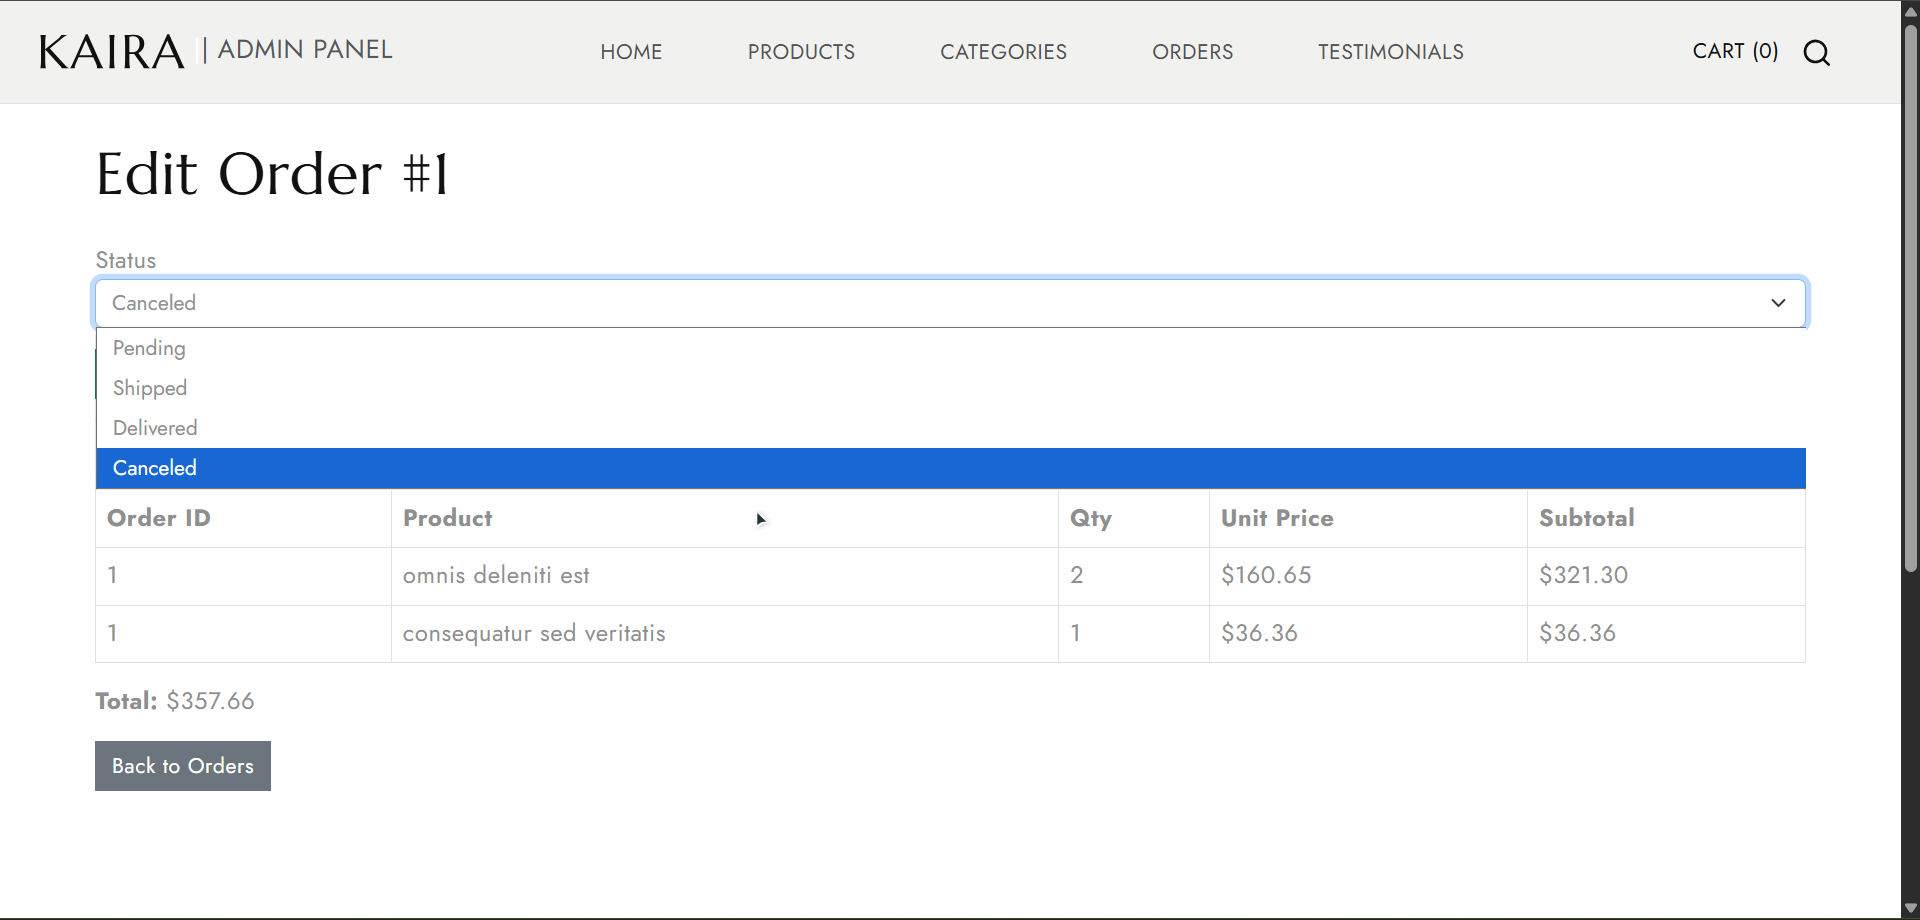 KAIRA | ADMIN PANEL HOME PRODUCTS CATEGORIES ORDERS TESTIMONIALS CART (0)
Edit Order #1
Status
Canceled
Pending
Shipped
Delivered
Canceled
Order ID Product Qty Unit Price Subtotal
1 omnis deleniti est 2 $160.65 $321.30
1 consequatur sed veritatis 1 $36.36 $36.36
Total: $357.66
Back to Orders